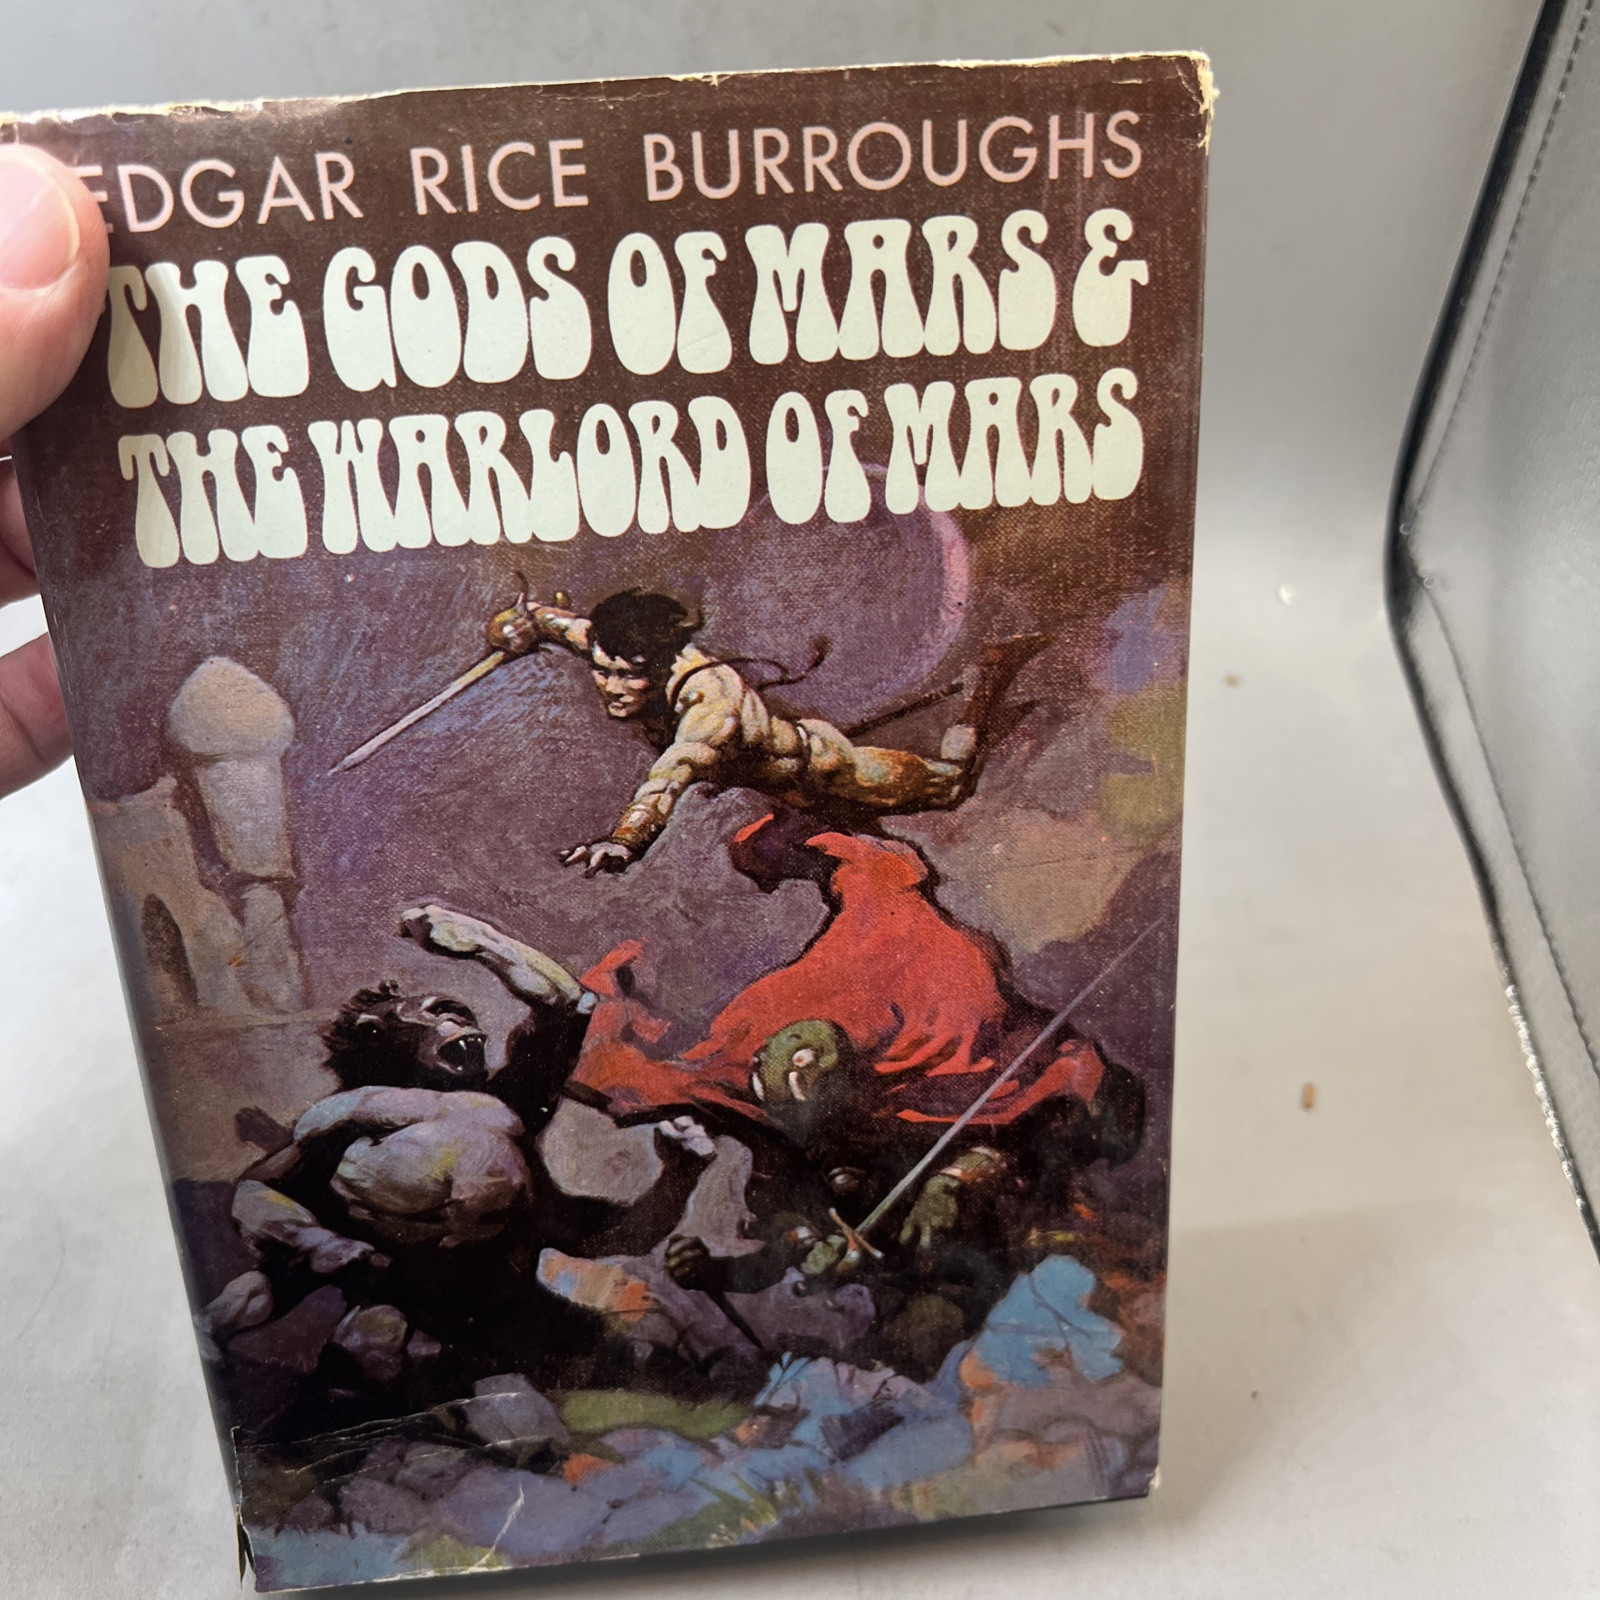 EDGAR RICE BURROUGHS
THE GODS OF MARS &
THE WARLORD OF MARS